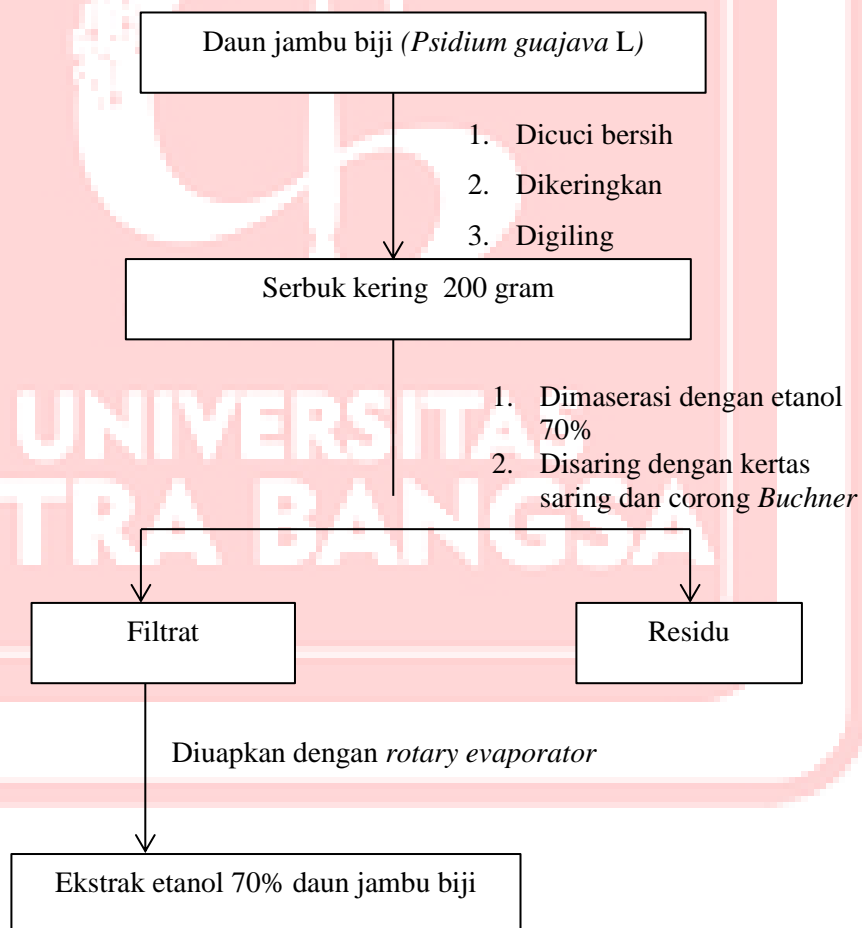 Daun jambu biji (Psidium guajava L)
1. Dicuci bersih
2. Dikeringkan
3. Digiling
Serbuk kering 200 gram
1. Dimaserasi dengan etanol
70%
2. Disaring dengan kertas
saring dan corong Buchner
UNIVERSITAS
TRA BANGSA
Filtrat
Residu
Diuapkan dengan rotary evaporator
Ekstrak etanol 70% daun jambu biji